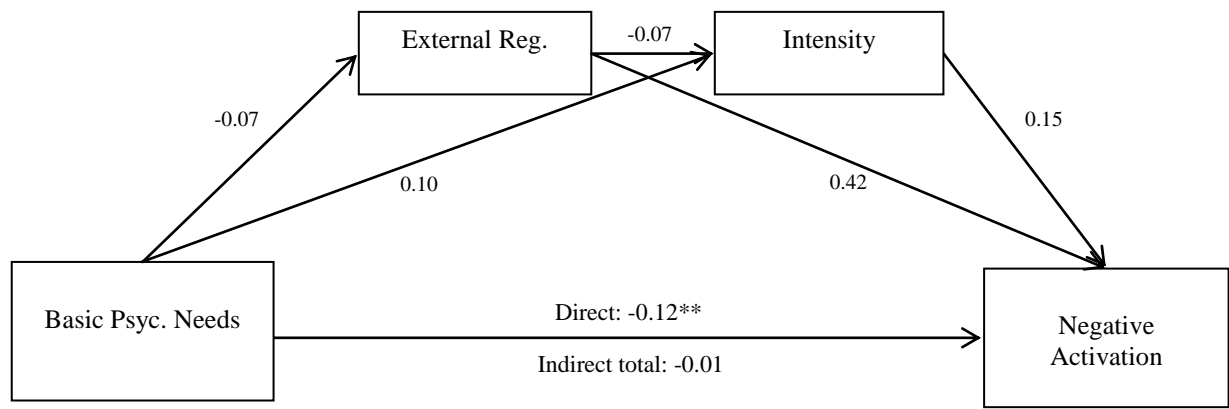 External Reg.
-0.07
Intensity
-0.07
0.15
0.10
0.42
Basic Psyc. Needs
Direct: -0.12**
Indirect total: -0.01
Negative
Activation